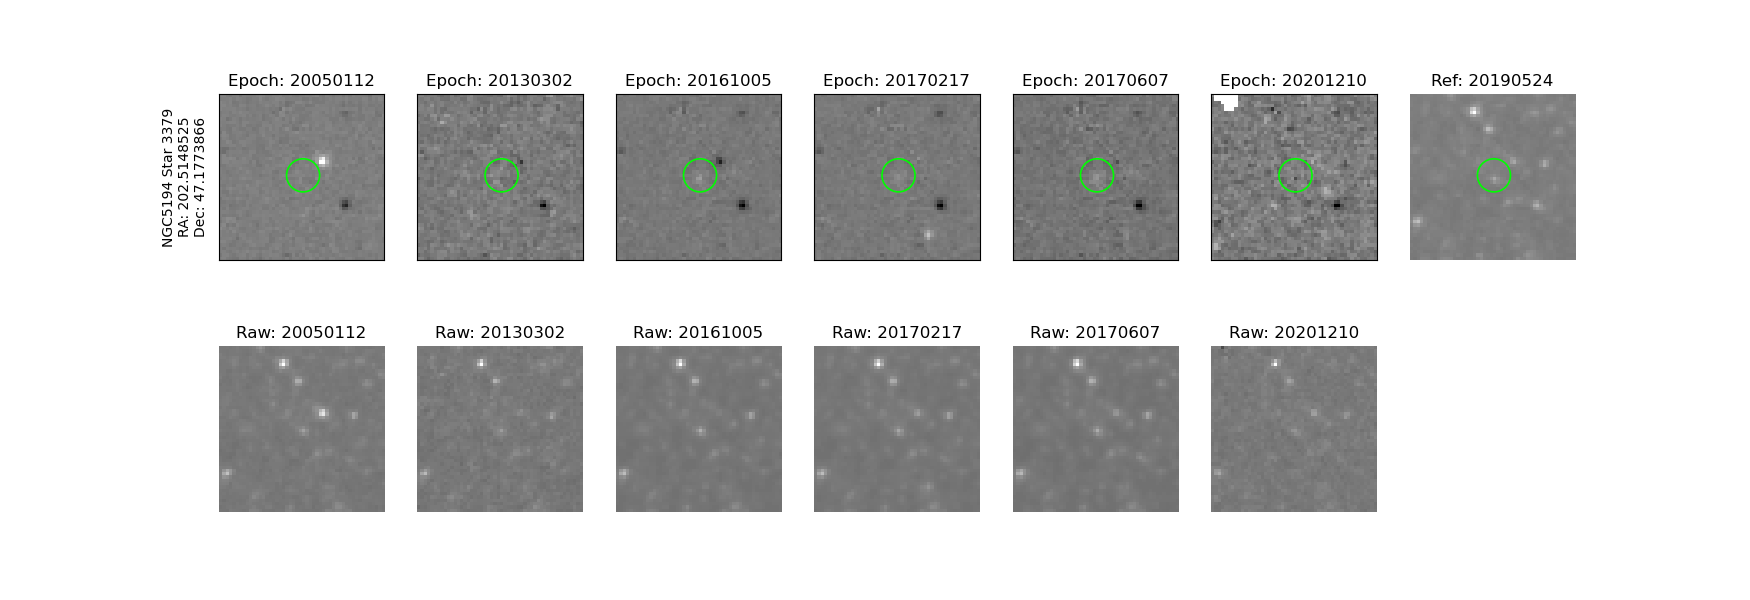 Epoch: 20050112
Epoch: 20130302
Epoch: 20161005
Epoch: 20170217
Epoch: 20170607
Epoch: 20201210
Ref: 20190524
NGC5194 Star 3379
RA: 202.5148525
Dec: 47.1773866
Raw: 20050112
Raw: 20130302
Raw: 20161005
Raw: 20170217
Raw: 20170607
Raw: 20201210